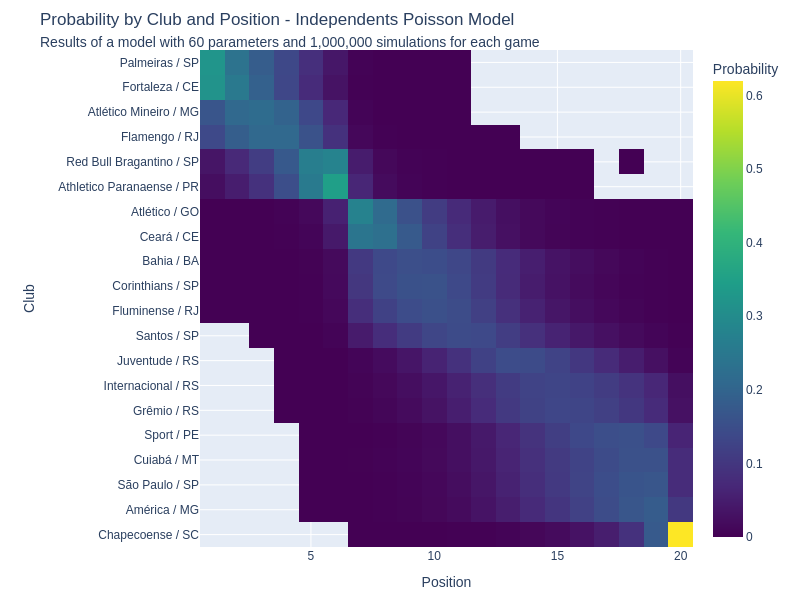 Probability by Club and Position - Independents Poisson Model
Results of a model with 60 parameters and 1,000,000 simulations for each game
Probability
Palmeiras / SP
Fortaleza / CE
Atlético Mineiro / MG
Flamengo / RJ
Red Bull Bragantino / SP
Athletico Paranaense / PR
Atlético / GO
Ceará / CE
Bahia / BA
Corinthians / SP
Fluminense / RJ
Santos / SP
Juventude / RS
Internacional / RS
Grêmio / RS
Sport / PE
Cuiabá / MT
São Paulo / SP
América / MG
Chapecoense / SC
Club
5
10
15
20
Position
0.6
0.5
0.4
0.3
0.2
0.1
0